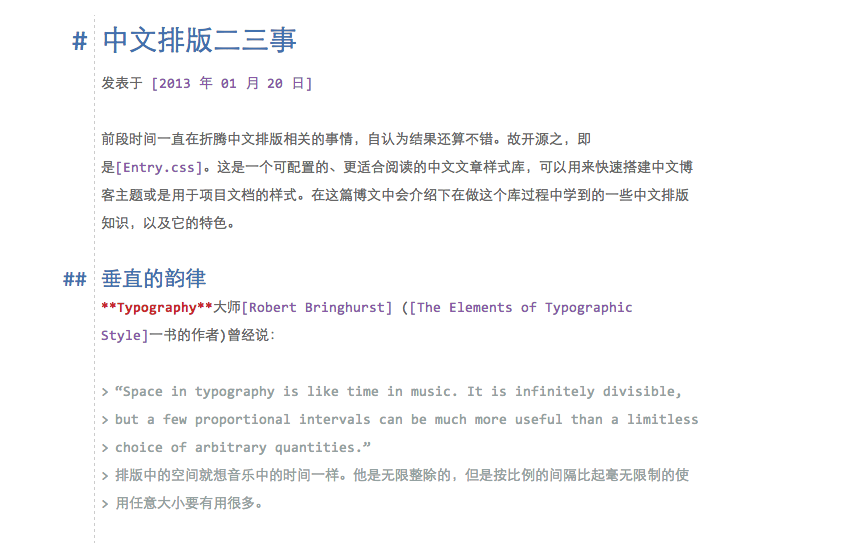 # 中文排版二三事
发表于 [2013 年 01 月 20 日]
前段时间一直在折腾中文排版相关的事情，自认为结果还算不错。故开源之，即
是[Entry.css]。这是一个可配置的、更适合阅读的中文文章样式库，可以用来快速搭建中文博
客主题或是用于项目文档的样式。在这篇博文中会介绍下在做这个库过程中学到的一些中文排版
知识，以及它的特色。
## 垂直的韵律
**Typography**大师[Robert Bringhurst] ([The Elements of Typographic
Style]一书的作者)曾经说：
> “Space in typography is like time in music. It is infinitely divisible,
> but a few proportional intervals can be much more useful than a limitless
> choice of arbitrary quantities.”
> 排版中的空间就想音乐中的时间一样。他是无限整除的，但是按比例的间隔比起毫无限制的使
> 用任意大小要有用很多。